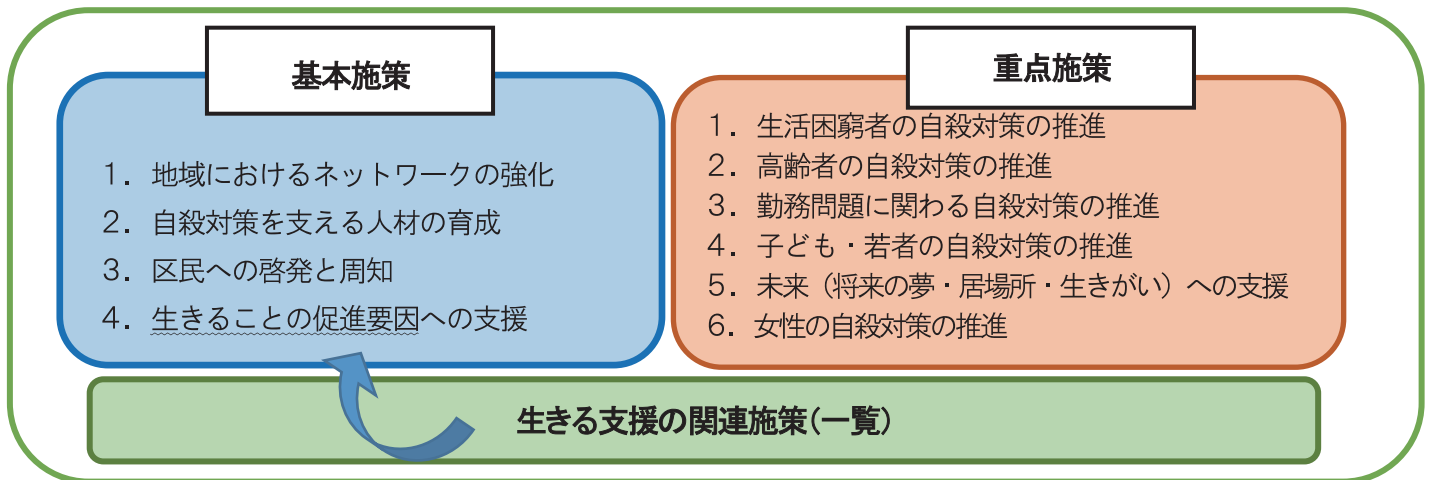 基本施策
1．地域におけるネットワークの強化
2．自殺対策を支える人材の育成
3．区民への啓発と周知
4．生きることの促進要因への支援
重点施策
1．生活困窮者の自殺対策の推進
2．高齢者の自殺対策の推進
3．勤務問題に関わる自殺対策の推進
4．子ども・若者の自殺対策の推進
5．未来（将来の夢・居場所・生きがい）への支援
6．女性の自殺対策の推進
生きる支援の関連施策（一覧）